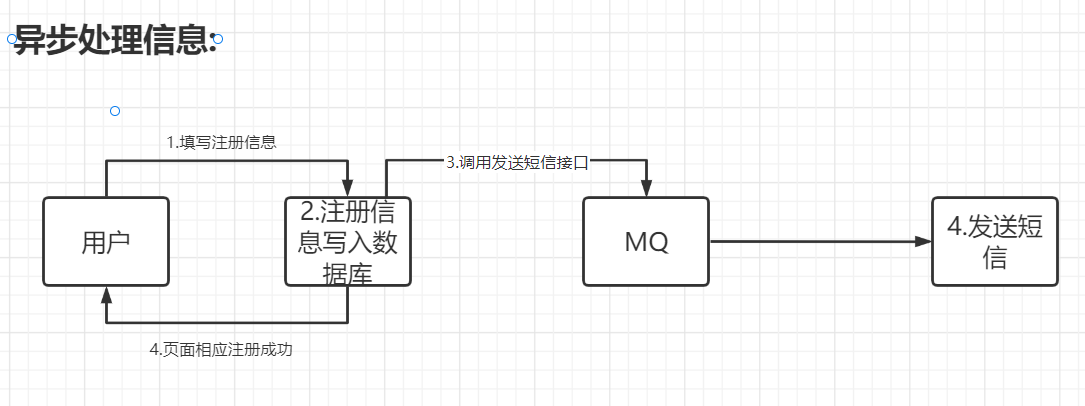 异步处理信息:
1.填写注册信息
3.调用发送短信接口
用户
2.注册信
息写入数
据库
MQ
4.发送短
信
4.页面相应注册成功